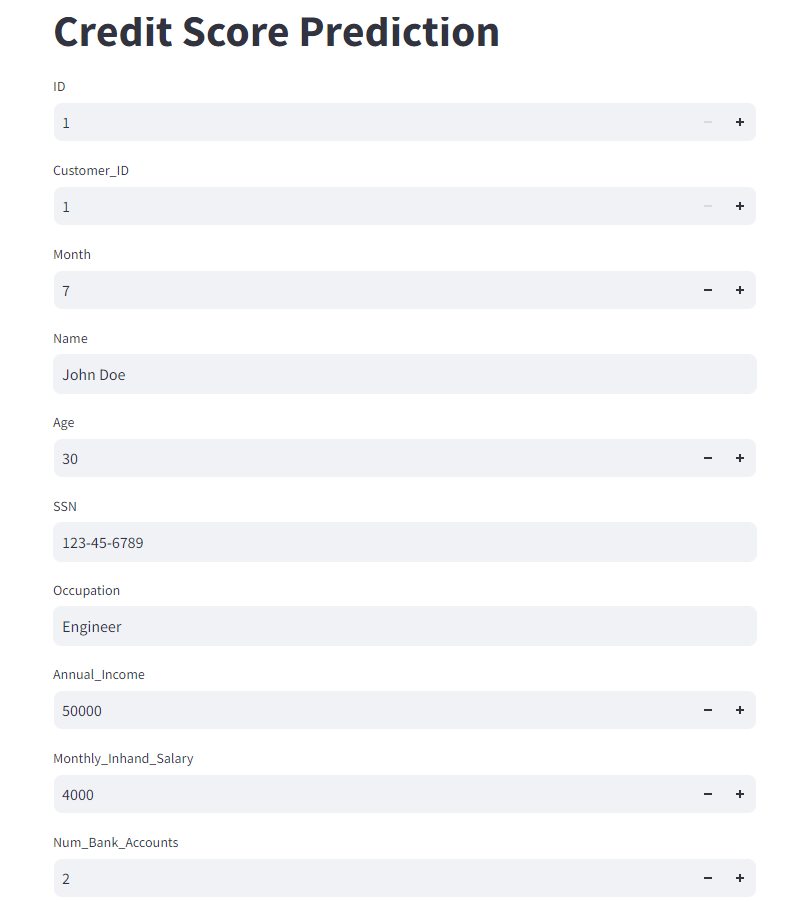 Credit Score Prediction
ID
1
Customer_ID
1
Month
7
Name
John Doe
Age
30
SSN
123-45-6789
Occupation
Engineer
Annual_Income
50000
Monthly_Inhand_Salary
4000
Num_Bank_Accounts
2